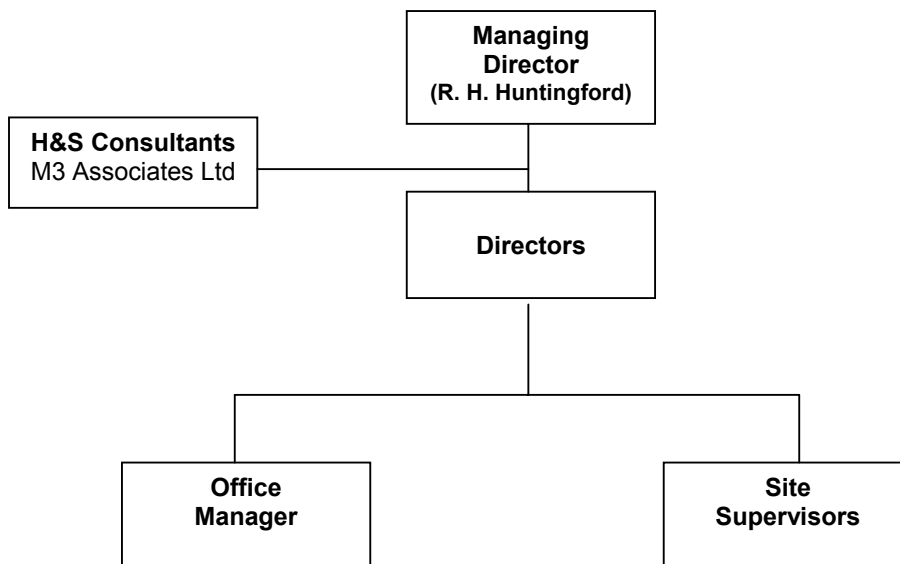 Managing
Director
(R. H. Huntingford)
H&S Consultants
M3 Associates Ltd
Directors
Office
Manager
Site
Supervisors